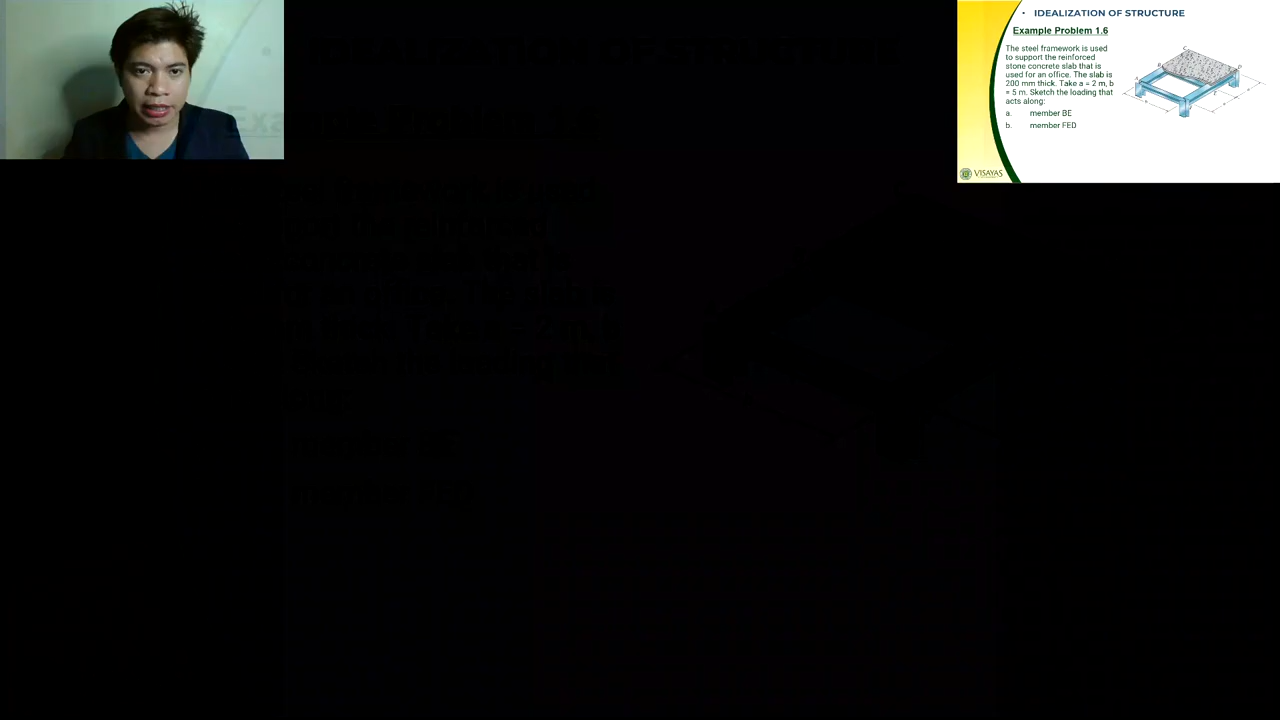 • IDEALIZATION OF STRUCTURE
Example Problem 1.6
The steel framework is used
to support the reinforced
stone concrete slab that is
used for an office. The slab is
200 mm thick. Take a = 2 m, b
= 5 m. Sketch the loading that
acts along:
a. member BE
b. member FED
VISAYAS